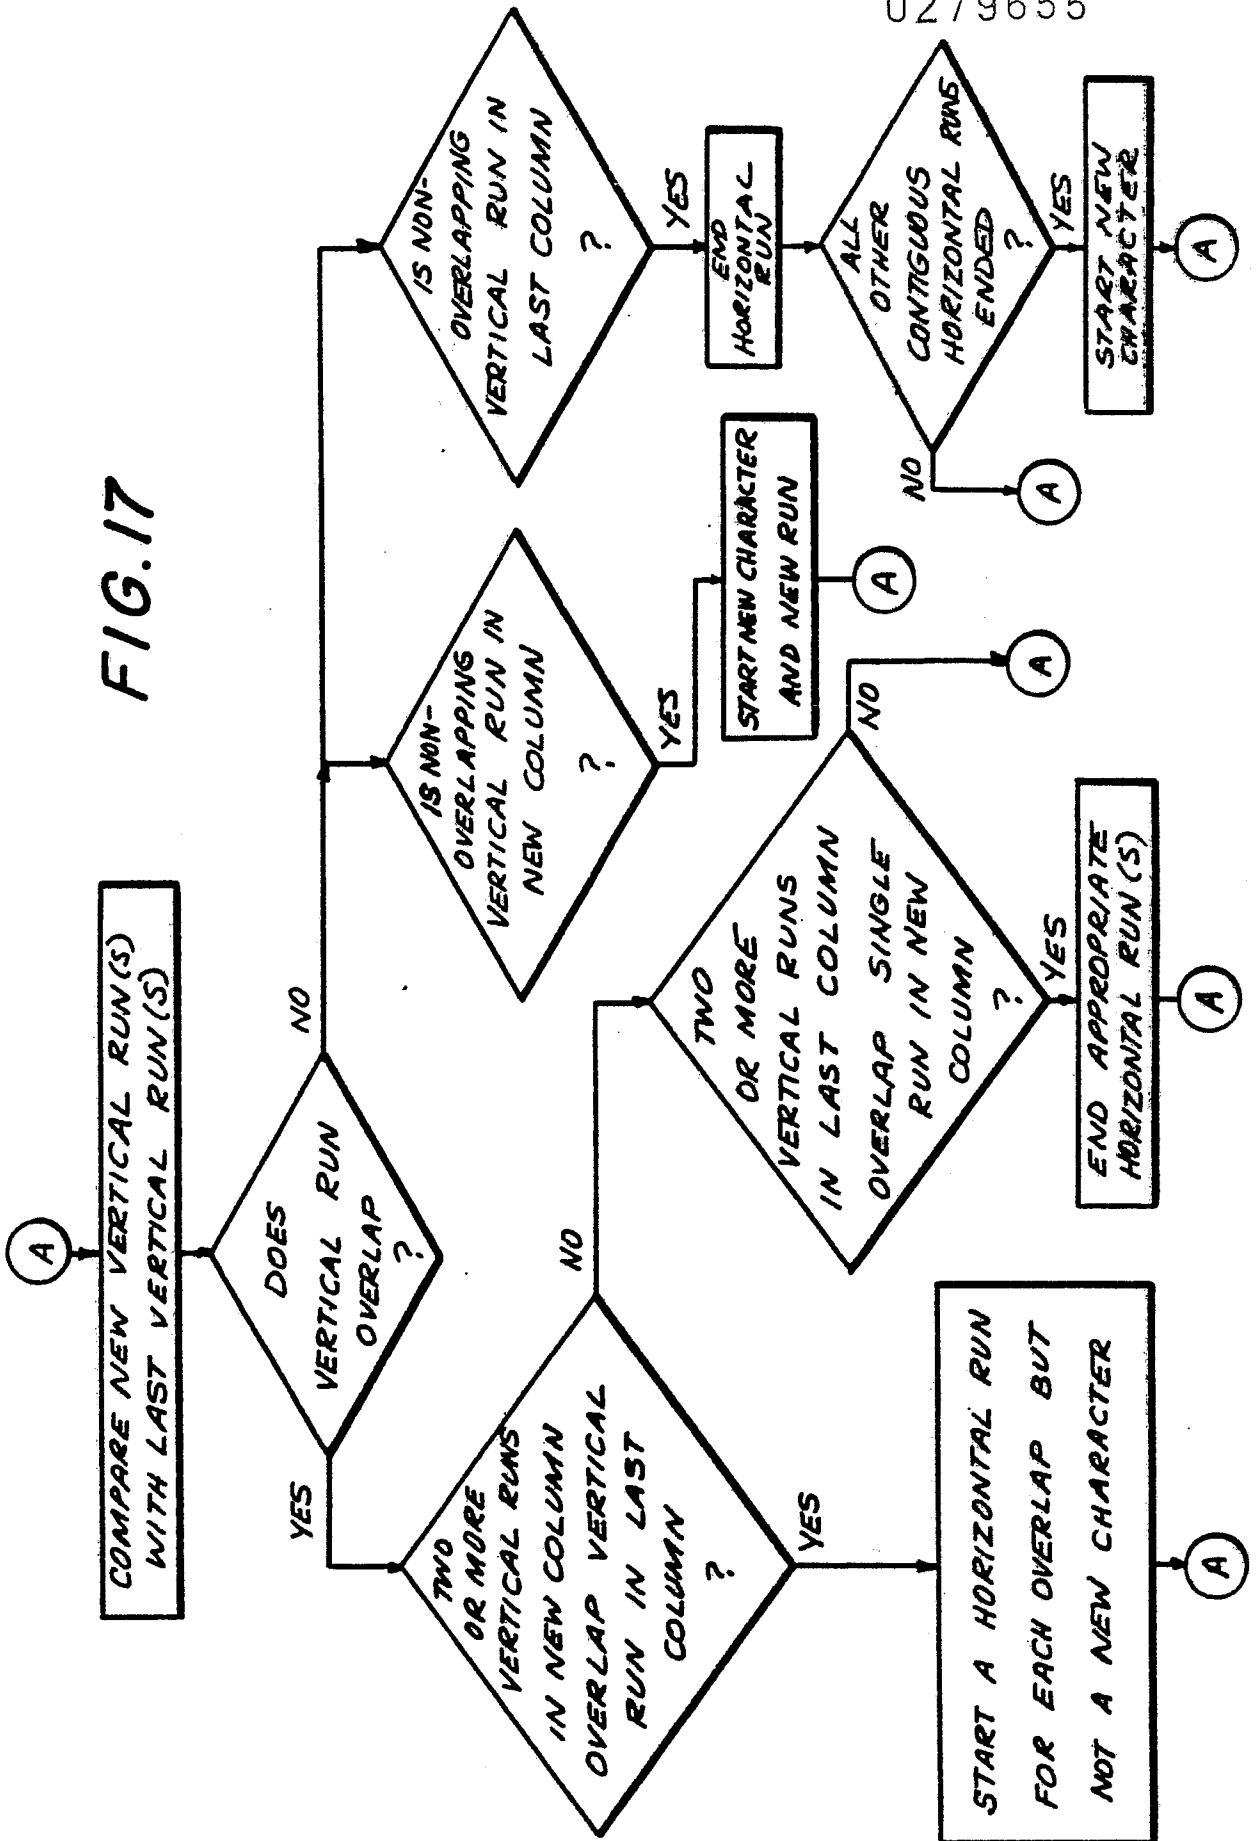 0279655
FIG.17
A
COMPARE NEW VERTICAL RUN(S)
WITH LAST VERTICAL RUN(S)
DOES
VERTICAL RUN
OVERLAP
?
YES
NO
TWO
OR MORE
VERTICAL RUNS
IN NEW COLUMN
OVERLAP VERTICAL
RUN IN LAST
COLUMN
?
YES
NO
START A HORIZONTAL RUN
FOR EACH OVERLAP BUT
NOT A NEW CHARACTER
A
TWO
OR MORE
VERTICAL RUNS
IN LAST COLUMN
OVERLAP SINGLE
RUN IN NEW
COLUMN
?
YES
NO
END APPROPRIATE
HORIZONTAL RUN(S)
A
A
IS NON-
OVERLAPPING
VERTICAL RUN IN
NEW COLUMN
?
YES
START NEW CHARACTER
AND NEW RUN
A
IS NON-
OVERLAPPING
VERTICAL RUN IN
LAST COLUMN
?
YES
END
HORIZONTAL
RUN
ALL
OTHER
CONTIGUOUS
HORIZONTAL RUNS
ENDED
?
NO
YES
A
START NEW
CHARACTER
A